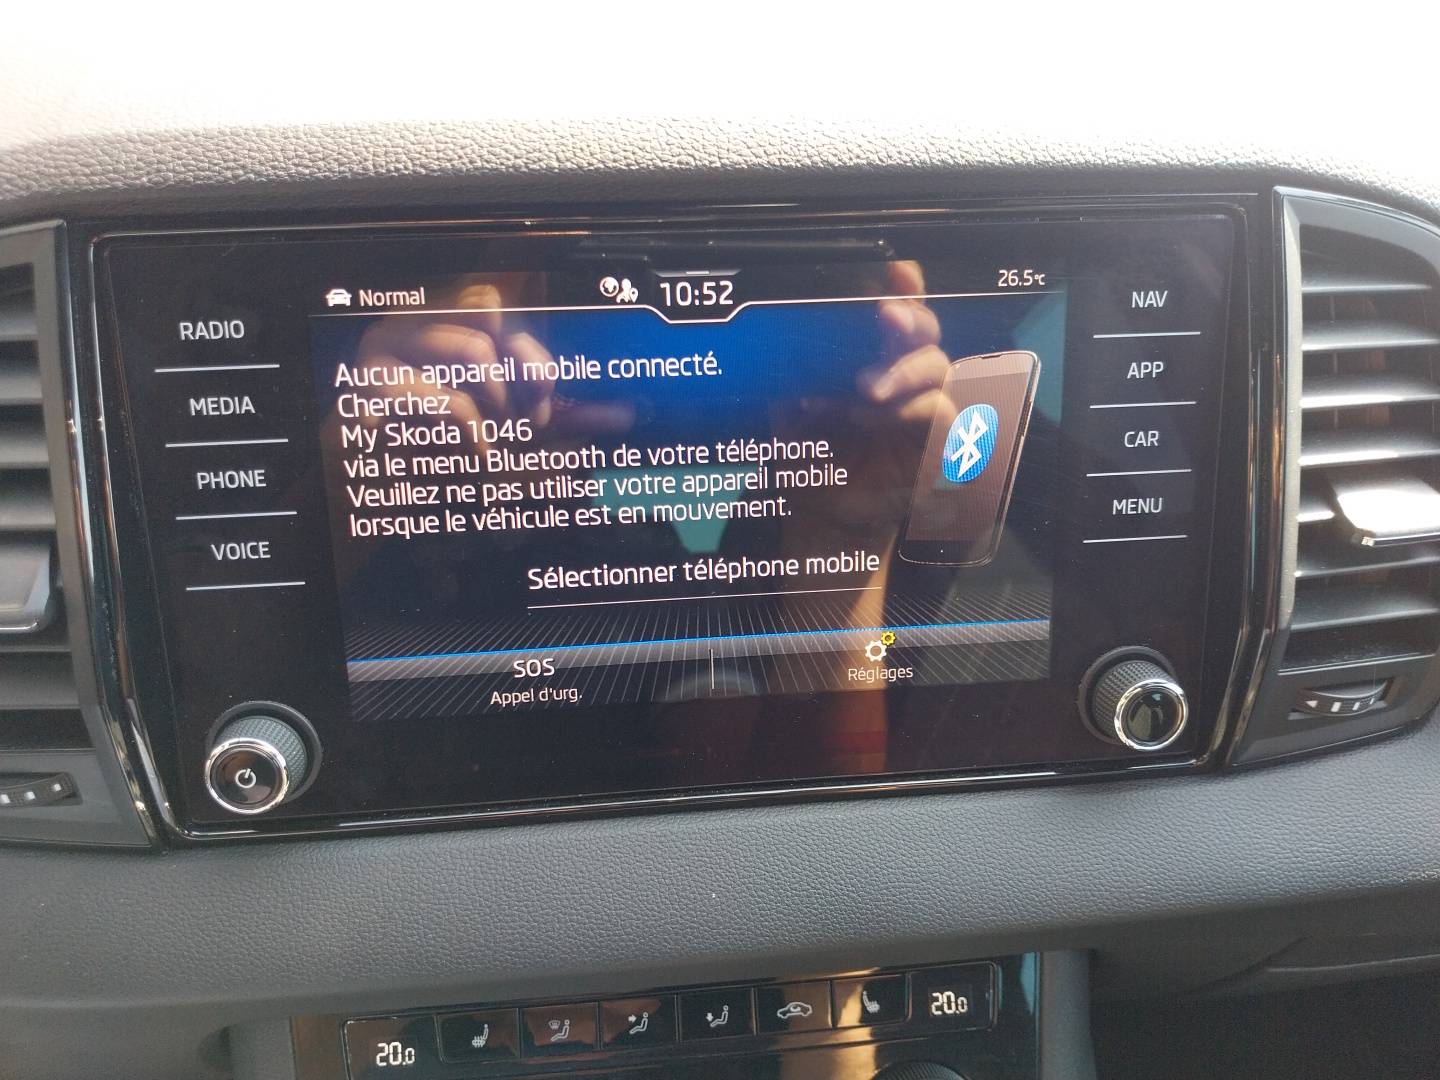 Normal
10:52
26.5°C
RADIO
MEDIA
PHONE
VOICE
Aucun appareil mobile connecté.
Cherchez
My Skoda 1046
via le menu Bluetooth de votre téléphone.
Veuillez ne pas utiliser votre appareil mobile
lorsque le véhicule est en mouvement.
Sélectionner téléphone mobile
SOS
Appel d'urg.
Réglages
NAV
APP
CAR
MENU
20.0
20.0